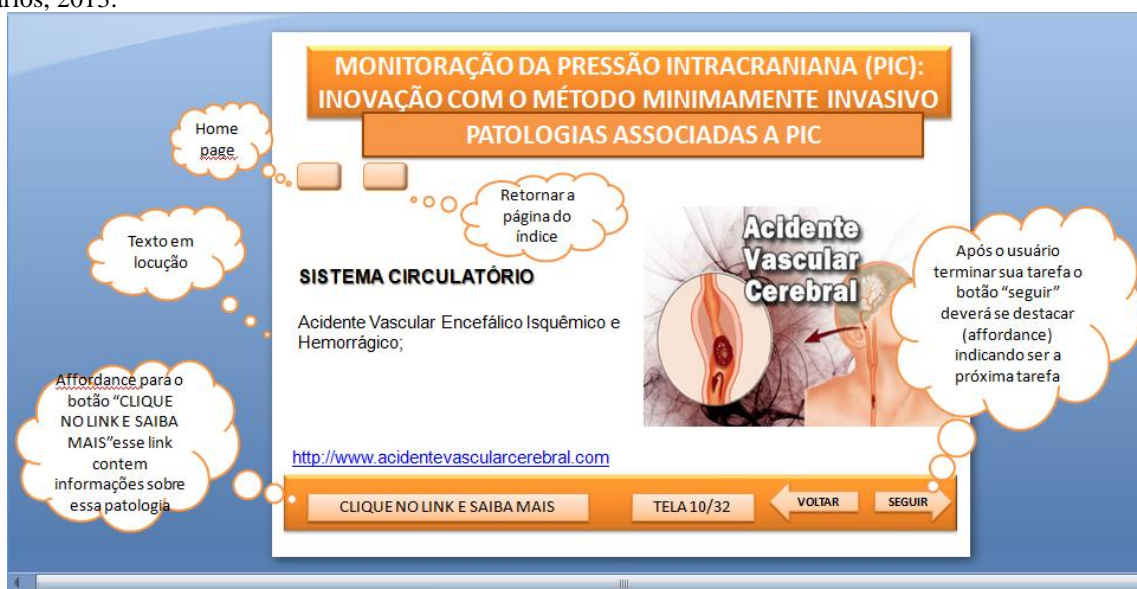 MONITORAÇÃO DA PRESSÃO INTRACRANIANA (PIC):
INOVAÇÃO COM O MÉTODO MINIMAMENTE INVASIVO
PATOLOGIAS ASSOCIADAS A PIC
Home
page
Retornar a
página do
índice
Texto em
locução
SISTEMA CIRCULATÓRIO
Acidente Vascular Encefálico Isquêmico e
Hemorrágico;
Acidente
Vascular
Cerebral
Após o usuário
terminar sua tarefa o
botão “seguir”
deverá se destacar
(affordance)
indicando ser a
próxima tarefa
Affordance para o
botão “CLIQUE
NO LINK E SAIBA
MAIS”esse link
contem
informações sobre
essa patologia
http://www.acidentevascularcerebral.com
CLIQUE NO LINK E SAIBA MAIS
TELA 10/32
VOLTAR
SEGUIR